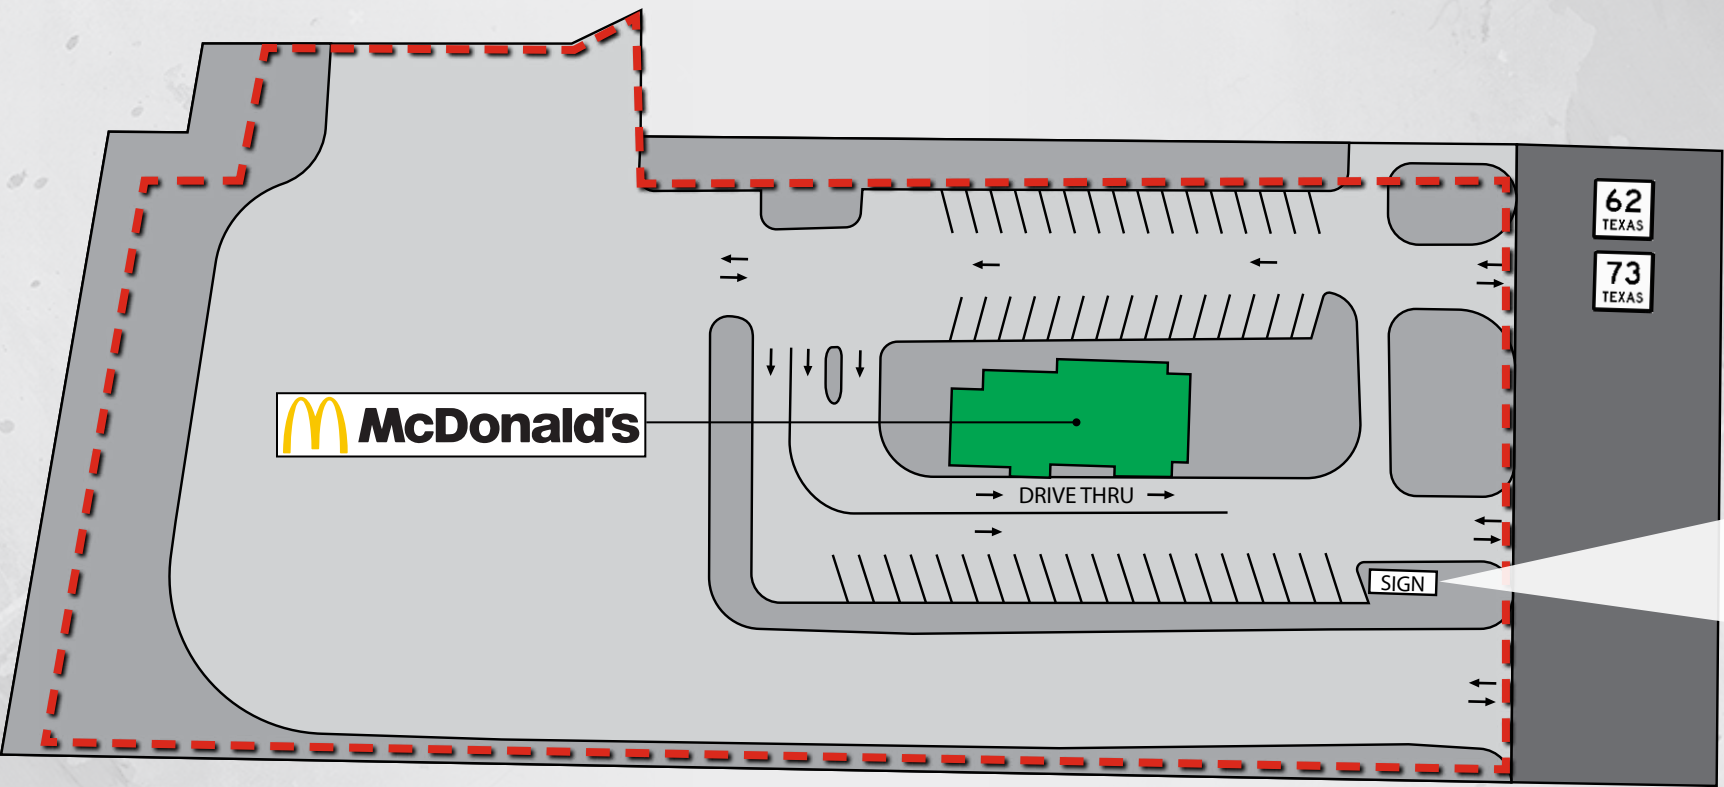 62
TEXAS
73
TEXAS
McDonald's
DRIVE THRU
SIGN